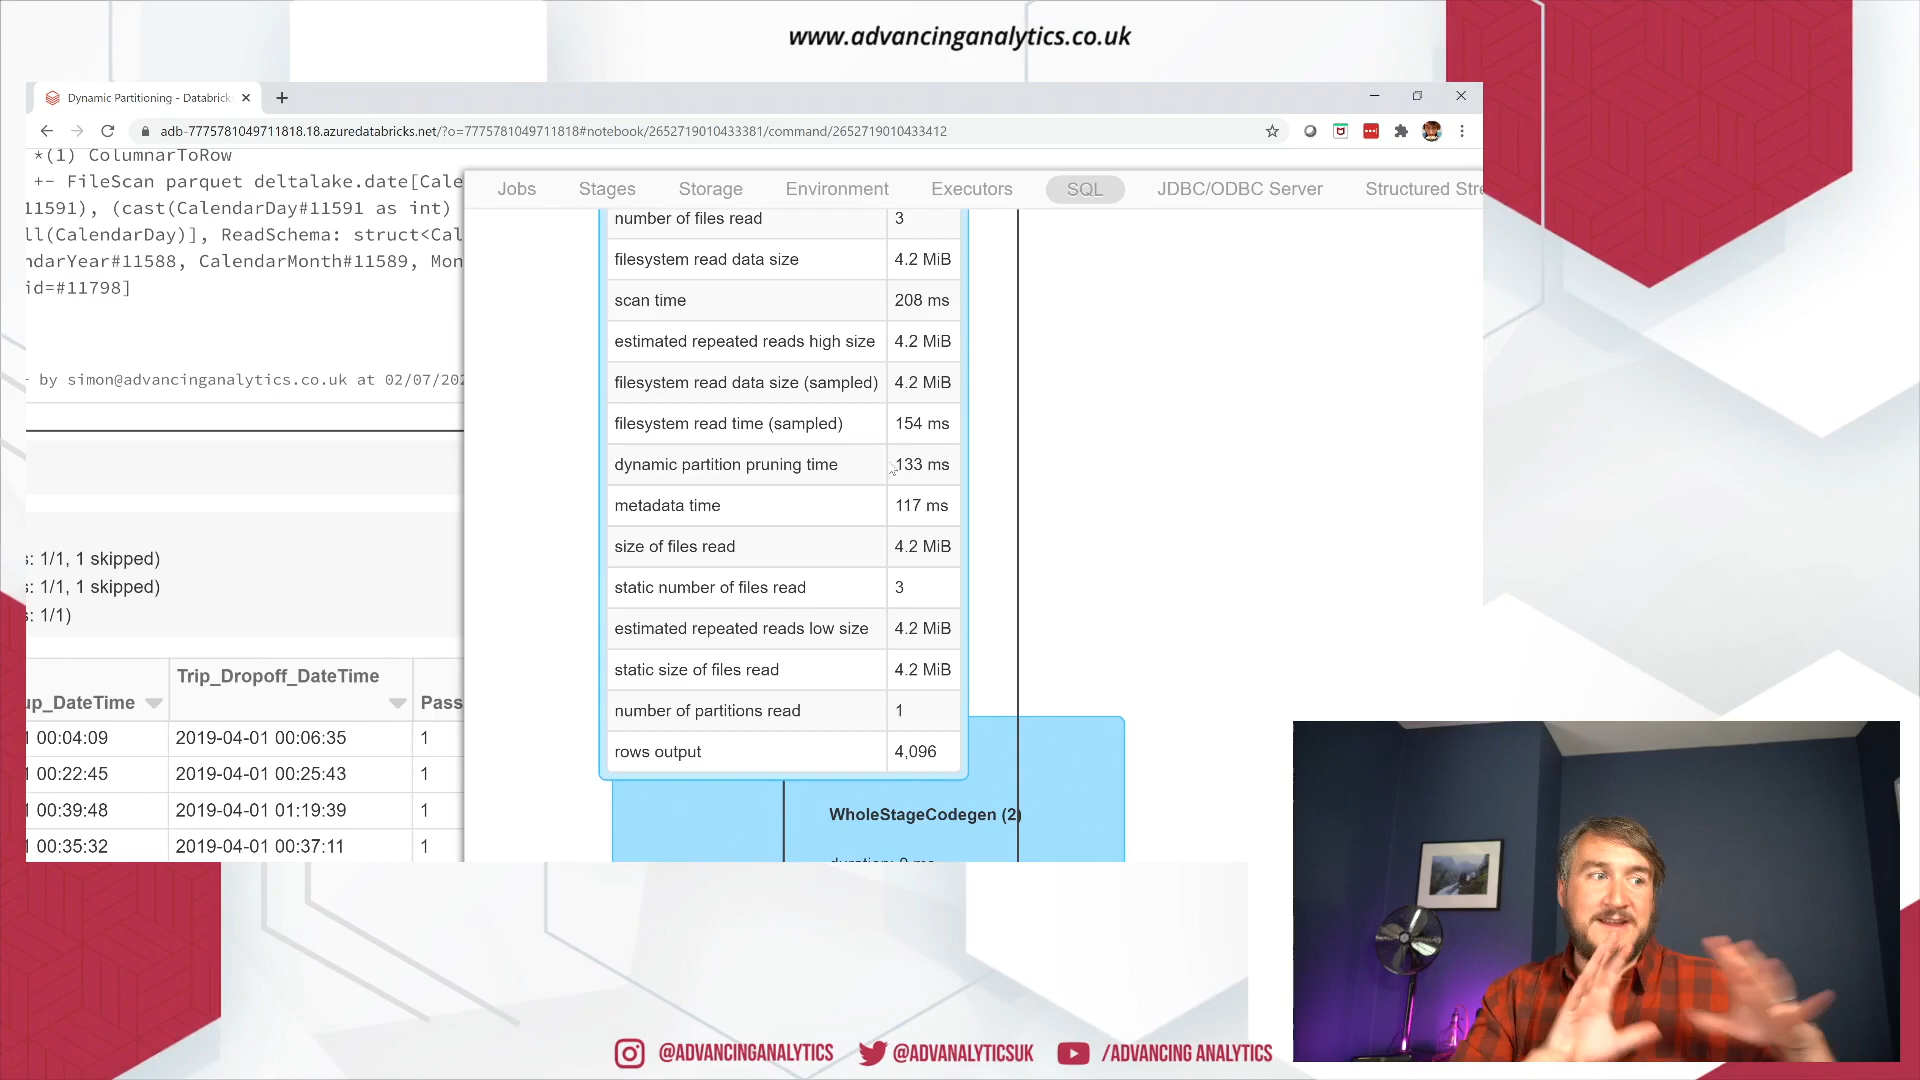 www.advancinganalytics.co.uk
Dynamic Partitioning - Databrick
adb-7775781049711818.18.azuredatabricks.net/?o=7775781049711818#notebook/2652719010433381/command/2652719010433412
*(1) ColumnarToRow
+- FileScan parquet deltalake.date[Cale
11591), (cast(CalendarDay#11591 as int)
ll(CalendarDay)], ReadSchema: struct<Cal
ndarYear#11588, CalendarMonth#11589, Mon
id=#11798]
by simon@advancinganalytics.co.uk at 02/07/202
: 1/1, 1 skipped)
: 1/1, 1 skipped)
: 1/1)
up_DateTime Trip_Dropoff_DateTime Pass
1 00:04:09 2019-04-01 00:06:35 1
1 00:22:45 2019-04-01 00:25:43 1
1 00:39:48 2019-04-01 01:19:39 1
1 00:35:32 2019-04-01 00:37:11 1
Jobs Stages Storage Environment Executors SQL JDBC/ODBC Server Structured Stre
number of files read 3
filesystem read data size 4.2 MiB
scan time 208 ms
estimated repeated reads high size 4.2 MiB
filesystem read data size (sampled) 4.2 MiB
filesystem read time (sampled) 154 ms
dynamic partition pruning time 133 ms
metadata time 117 ms
size of files read 4.2 MiB
static number of files read 3
estimated repeated reads low size 4.2 MiB
static size of files read 4.2 MiB
number of partitions read 1
rows output 4,096
WholeStageCodegen (2)
duration: 0 ms
@ADVANCINGANALYTICS @ADVANALYTICSUK /ADVANCING ANALYTICS